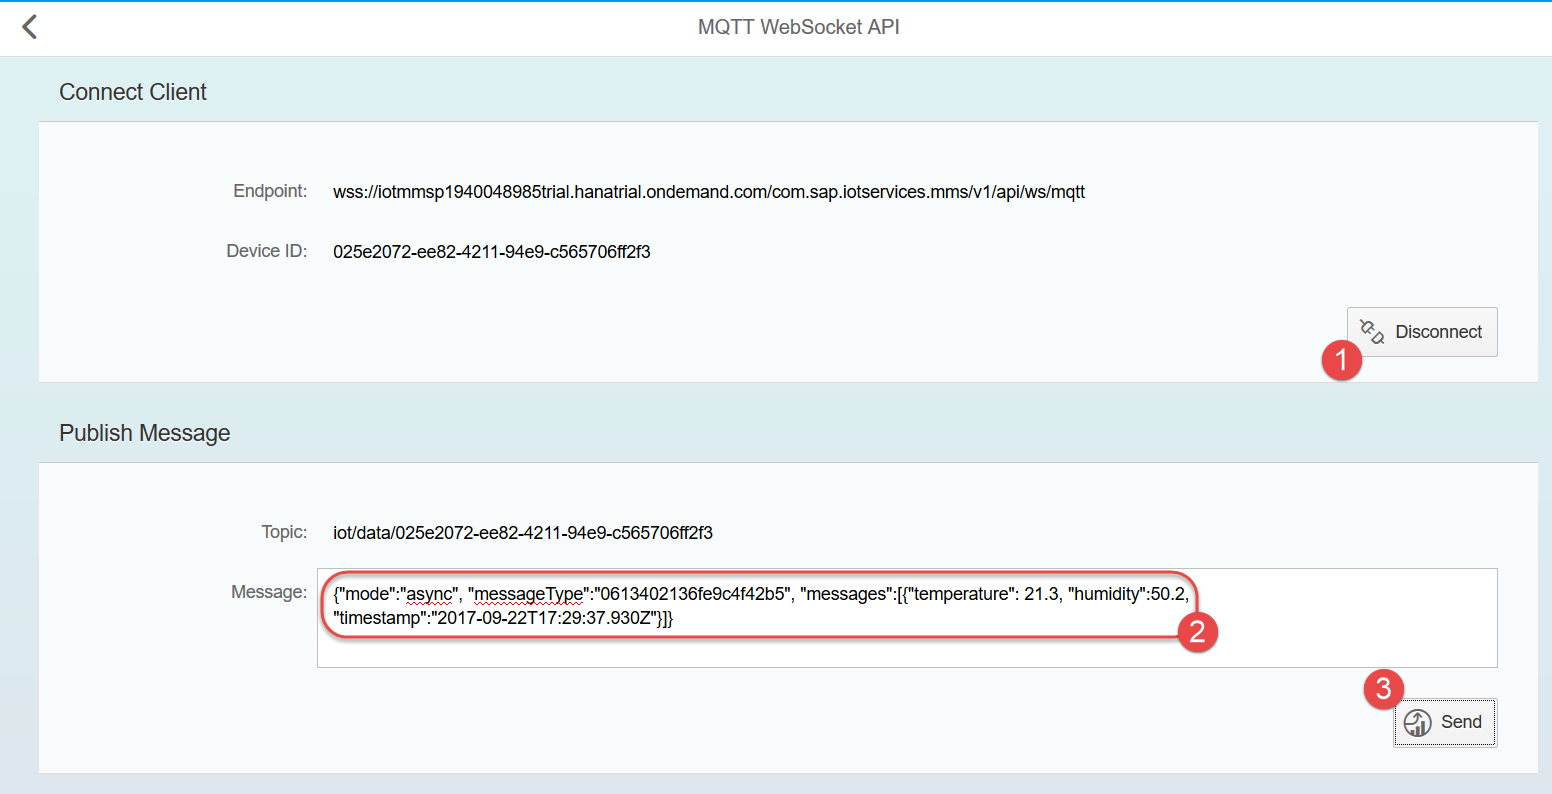 MQTT WebSocket API
Connect Client
Endpoint: wss://iotmmsp1940048985trial.hanatrial.ondemand.com/com.sap.iotservices.mms/v1/api/ws/mqtt
Device ID: 025e2072-ee82-4211-94e9-c565706ff2f3
Disconnect
1
Publish Message
Topic: iot/data/025e2072-ee82-4211-94e9-c565706ff2f3
Message: {"mode":"async", "messageType":"0613402136fe9c4f42b5", "messages":[{"temperature": 21.3, "humidity":50.2,
"timestamp":"2017-09-22T17:29:37.930Z"}]}
2
3
Send